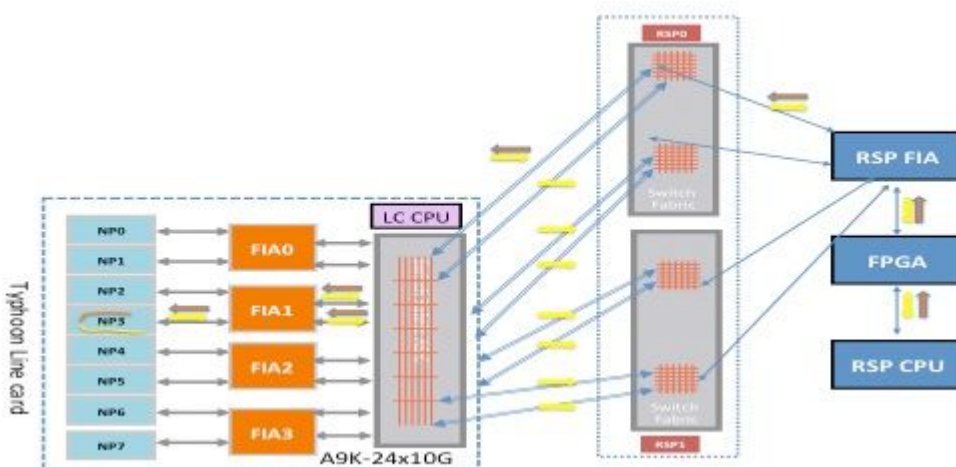 RSP0
Switch
Fabric
RSP FIA
FPGA
RSP CPU
LC CPU
NP0
NP1
NP2
NP3
NP4
NP5
NP6
NP7
FIA0
FIA1
FIA2
FIA3
Typhoon Line card
A9K-24x10G
Switch
Fabric
RSP1